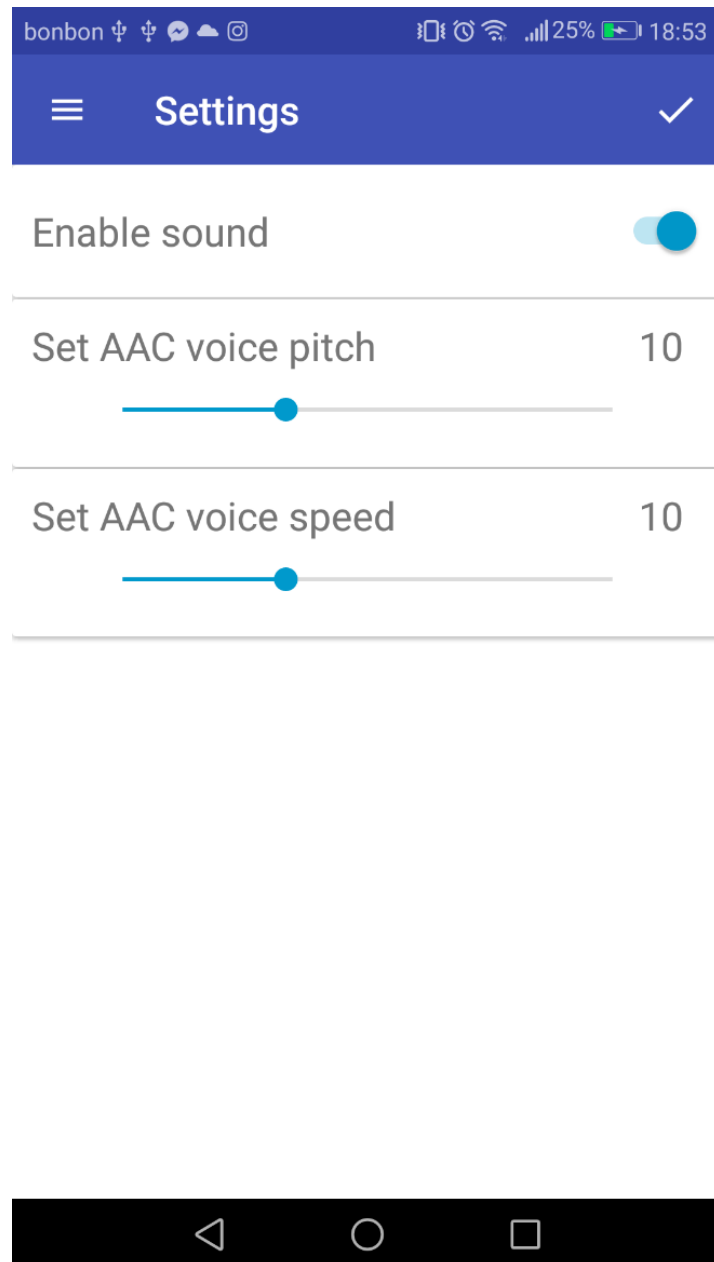 bonbon 25% 18:53
Settings
Enable sound
Set AAC voice pitch 10
Set AAC voice speed 10